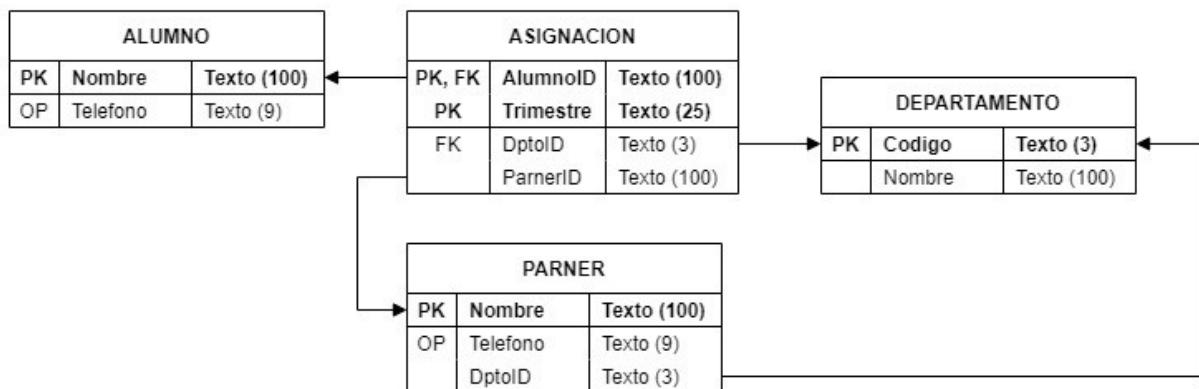 ALUMNO
PK Nombre Texto (100)
OP Telefono Texto (9)
ASIGNACION
PK, FK AlumnoID Texto (100)
PK Trimestre Texto (25)
FK DptoID Texto (3)
ParnerID Texto (100)
DEPARTAMENTO
PK Codigo Texto (3)
Nombre Texto (100)
PARNER
PK Nombre Texto (100)
OP Telefono Texto (9)
DptoID Texto (3)